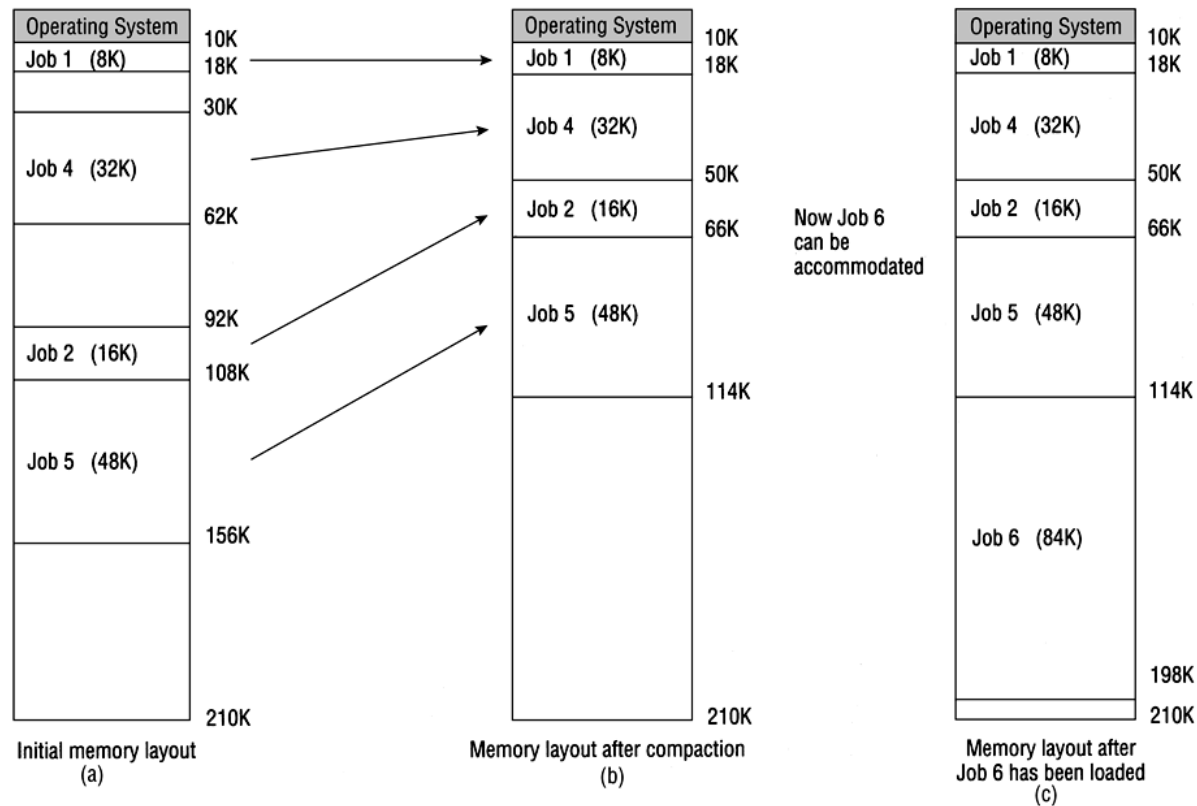 Operating System
10K
Job 1 (8K)
18K
30K
Job 4 (32K)
62K
92K
Job 2 (16K)
108K
Job 5 (48K)
156K
210K
Initial memory layout
(a)
Operating System
10K
Job 1 (8K)
18K
Job 4 (32K)
50K
Job 2 (16K)
66K
Job 5 (48K)
114K
210K
Memory layout after compaction
(b)
Now Job 6
can be
accommodated
Operating System
10K
Job 1 (8K)
18K
Job 4 (32K)
50K
Job 2 (16K)
66K
Job 5 (48K)
114K
Job 6 (84K)
198K
210K
Memory layout after
Job 6 has been loaded
(c)